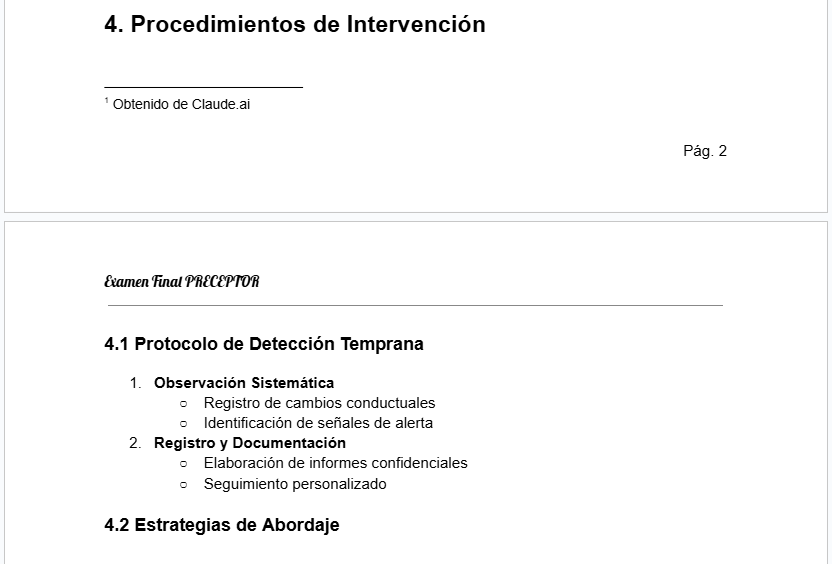 4. Procedimientos de Intervención
1 Obtenido de Claude.ai
Pág. 2
Examen Final PRECEPTOR
4.1 Protocolo de Detección Temprana
1. Observación Sistemática
○ Registro de cambios conductuales
○ Identificación de señales de alerta
2. Registro y Documentación
○ Elaboración de informes confidenciales
○ Seguimiento personalizado
4.2 Estrategias de Abordaje